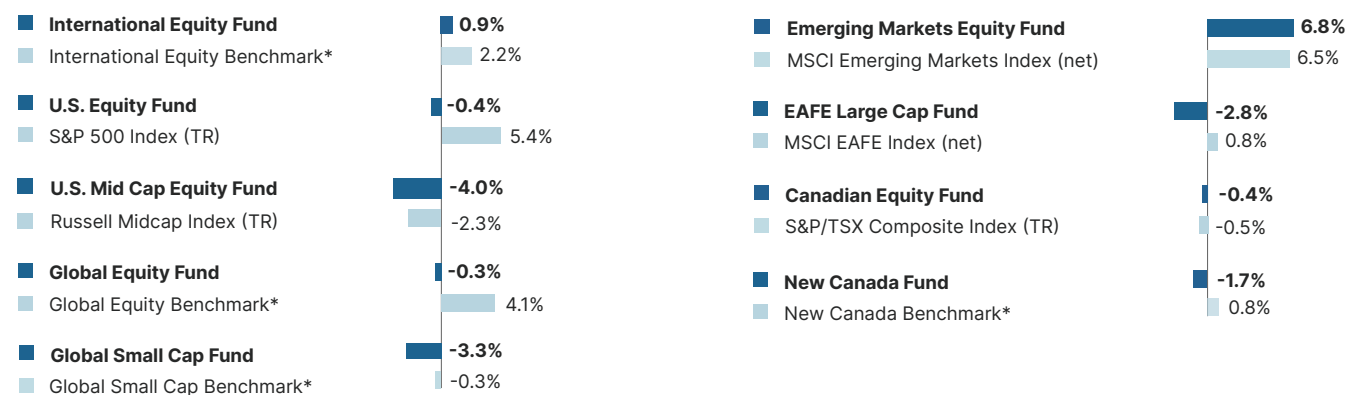 International Equity Fund 0.9%
International Equity Benchmark* 2.2%
U.S. Equity Fund -0.4%
S&P 500 Index (TR) 5.4%
U.S. Mid Cap Equity Fund -4.0%
Russell Midcap Index (TR) -2.3%
Global Equity Fund -0.3%
Global Equity Benchmark* 4.1%
Global Small Cap Fund -3.3%
Global Small Cap Benchmark* -0.3%
Emerging Markets Equity Fund 6.8%
MSCI Emerging Markets Index (net) 6.5%
EAFE Large Cap Fund -2.8%
MSCI EAFE Index (net) 0.8%
Canadian Equity Fund -0.4%
S&P/TSX Composite Index (TR) -0.5%
New Canada Fund -1.7%
New Canada Benchmark* 0.8%